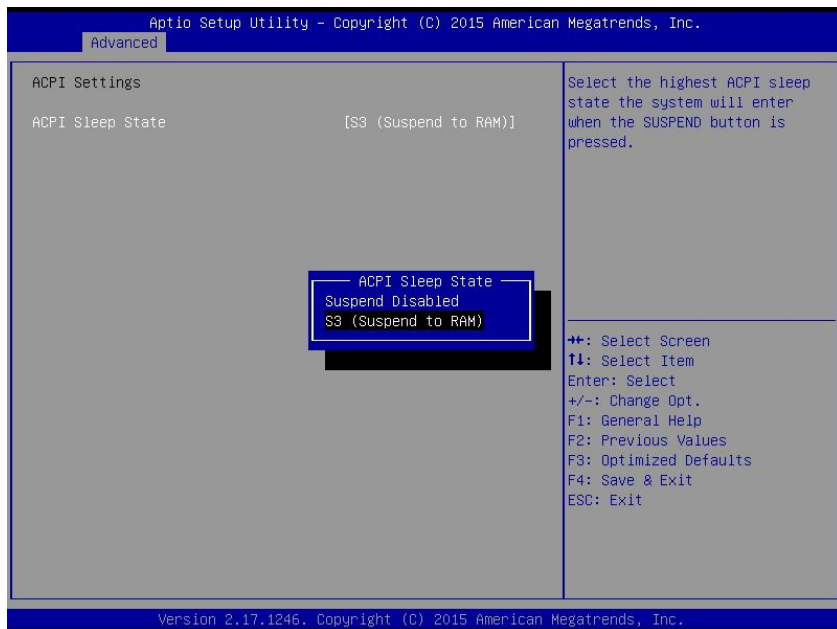 Aptio Setup Utility – Copyright (C) 2015 American Megatrends, Inc.
Advanced
ACPI Settings
ACPI Sleep State [S3 (Suspend to RAM)]
Select the highest ACPI sleep
state the system will enter
when the SUSPEND button is
pressed.
ACPI Sleep State
Suspend Disabled
S3 (Suspend to RAM)
→←: Select Screen
↑↓: Select Item
Enter: Select
+/-: Change Opt.
F1: General Help
F2: Previous Values
F3: Optimized Defaults
F4: Save & Exit
ESC: Exit
Version 2.17.1246. Copyright (C) 2015 American Megatrends, Inc.